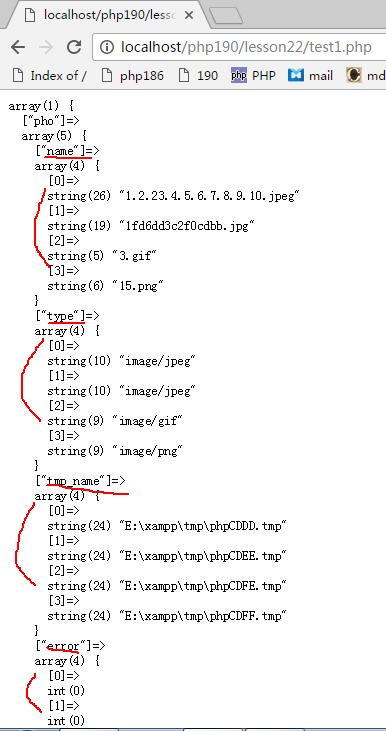 localhost/php190/lesso
localhost/php190/lesson22/test1.php
Index of / php186 190 php PHP mail md
array(1) {
["pho"]=>
array(5) {
["name"]=>
array(4) {
[0]=>
string(26) "1.2.23.4.5.6.7.8.9.10.jpeg"
[1]=>
string(19) "1fd6dd3c2f0cdbb.jpg"
[2]=>
string(5) "3.gif"
[3]=>
string(6) "15.png"
}
["type"]=>
array(4) {
[0]=>
string(10) "image/jpeg"
[1]=>
string(10) "image/jpeg"
[2]=>
string(9) "image/gif"
[3]=>
string(9) "image/png"
}
["tmp_name"]=>
array(4) {
[0]=>
string(24) "E:\xampp\tmp\phpCDDD.tmp"
[1]=>
string(24) "E:\xampp\tmp\phpCDEE.tmp"
[2]=>
string(24) "E:\xampp\tmp\phpCDFE.tmp"
[3]=>
string(24) "E:\xampp\tmp\phpCDFF.tmp"
}
["error"]=>
array(4) {
[0]=>
int(0)
[1]=>
int(0)